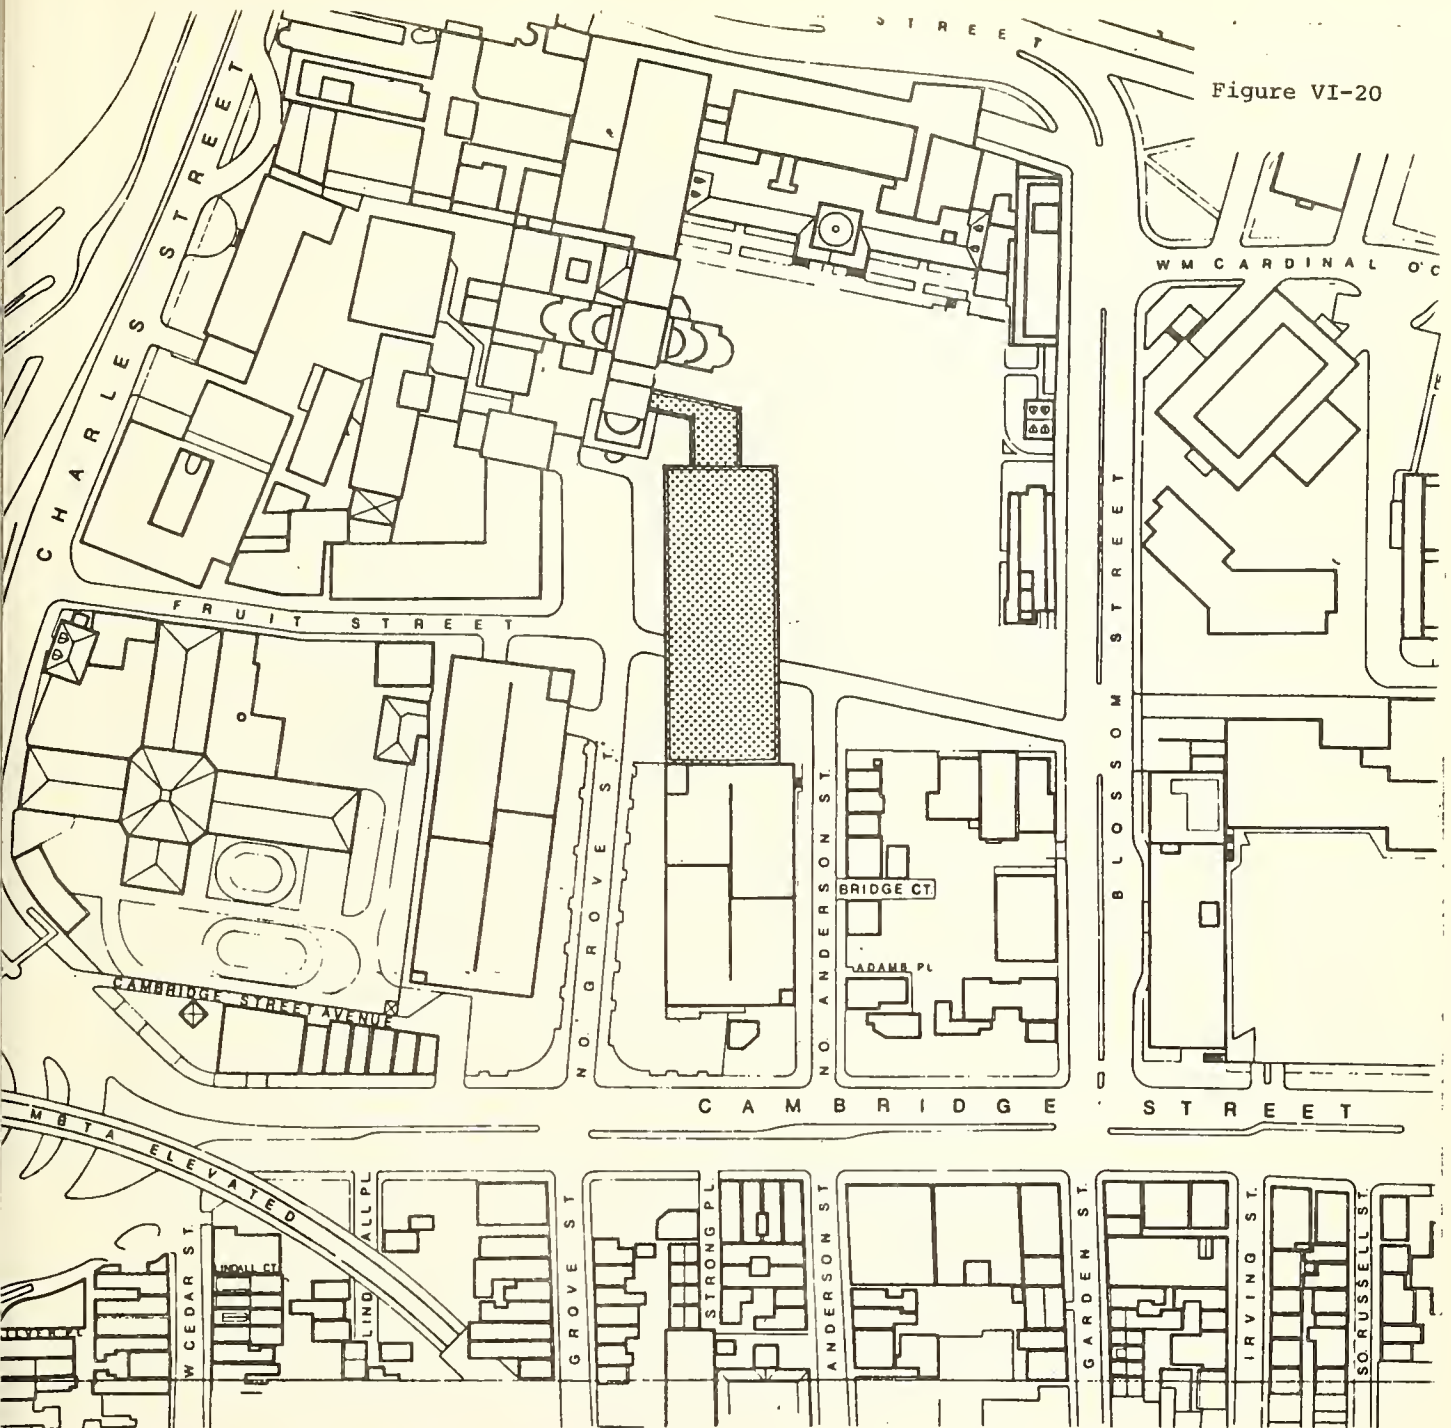 STREET
Figure VI-20
CHARLES STREET
WM CARDINAL O'C
FRUIT STREET
BLOSSOM STREET
NO. GROVE ST.
NO. ANDERSON ST.
BRIDGE CT.
ADAMS PL
CAMBRIDGE STREET AVENUE
CAMBRIDGE STREET
MBTA ELEVATED
W CEDAR ST.
LINDALL CT.
LINDALL PL.
GROVE ST
STRONG PL.
ANDERSON ST
GARDEN ST.
IRVING ST.
SO. RUSSELL ST.